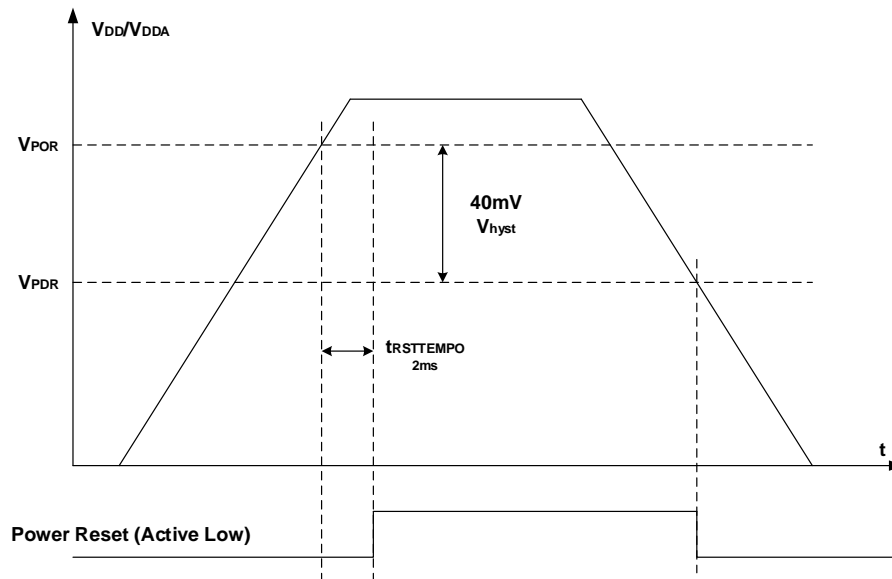 VDD/VDDA
VPOR
40mV
Vhyst
VPDR
tRSTTEMPO
2ms
t
Power Reset (Active Low)